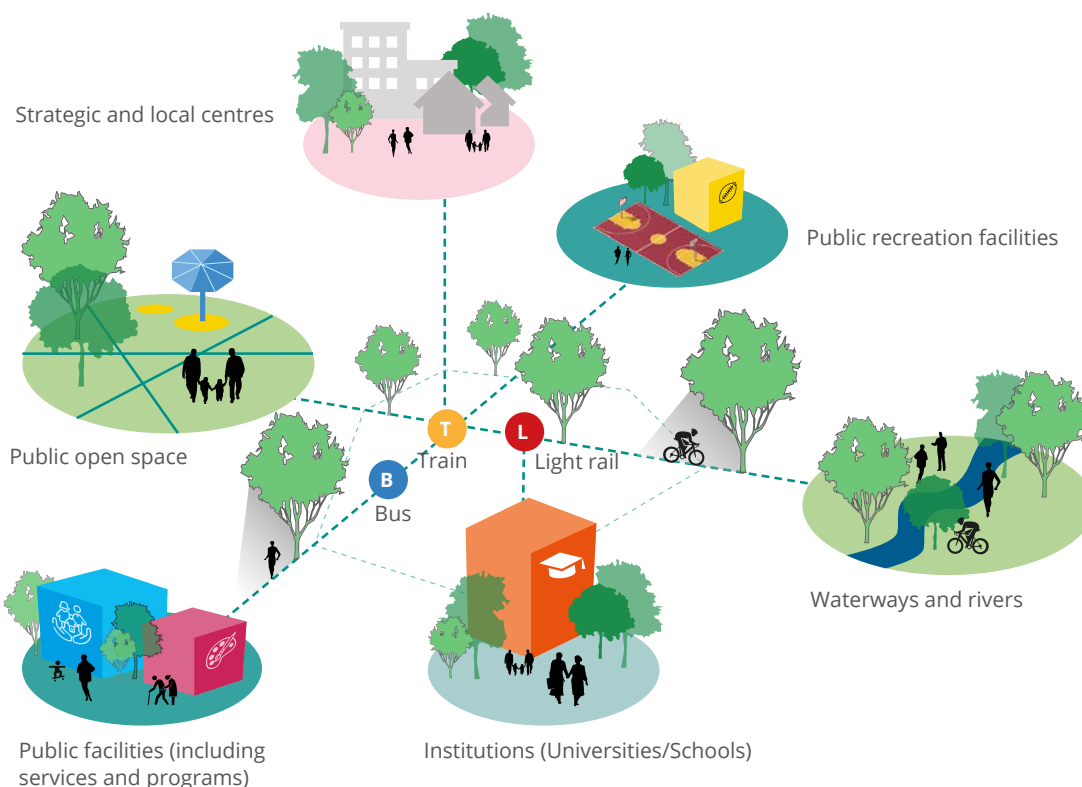 Strategic and local centres
Public recreation facilities
Public open space
T
Train
L
Light rail
B
Bus
Waterways and rivers
Public facilities (including
services and programs)
Institutions (Universities/Schools)